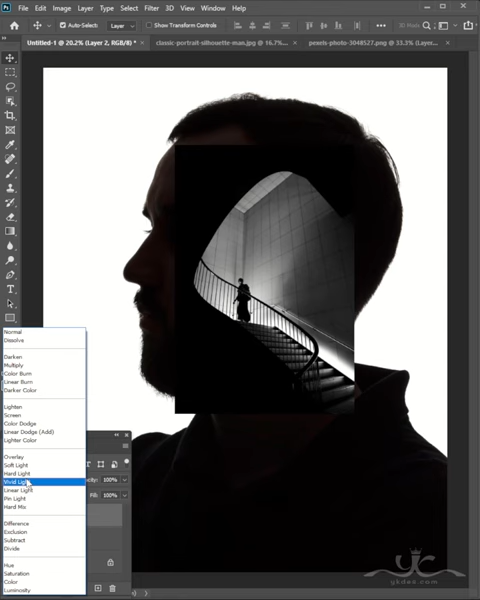 Ps File Edit Image Layer Type Select Filter 3D View Help
Auto-Select: Layer Show Transform Controls 3D Mode
Untitled-1 @ 20.2% (Layer 2, RGB/8) * classic-portrait-silhouette-man.jpg @ 16.7%... pexels-photo-3048527.png @ 33.3% (Layer...
Normal
Dissolve
Darken
Multiply
Color Burn
Linear Burn
Darker Color
Lighten
Screen
Color Dodge
Linear Dodge (Add)
Lighter Color
Overlay
Soft Light
Hard Light
Vivid Light
Linear Light
Pin Light
Hard Mix
Difference
Exclusion
Subtract
Divide
Hue
Saturation
Color
Luminosity
100%
Fill: 100%
yc